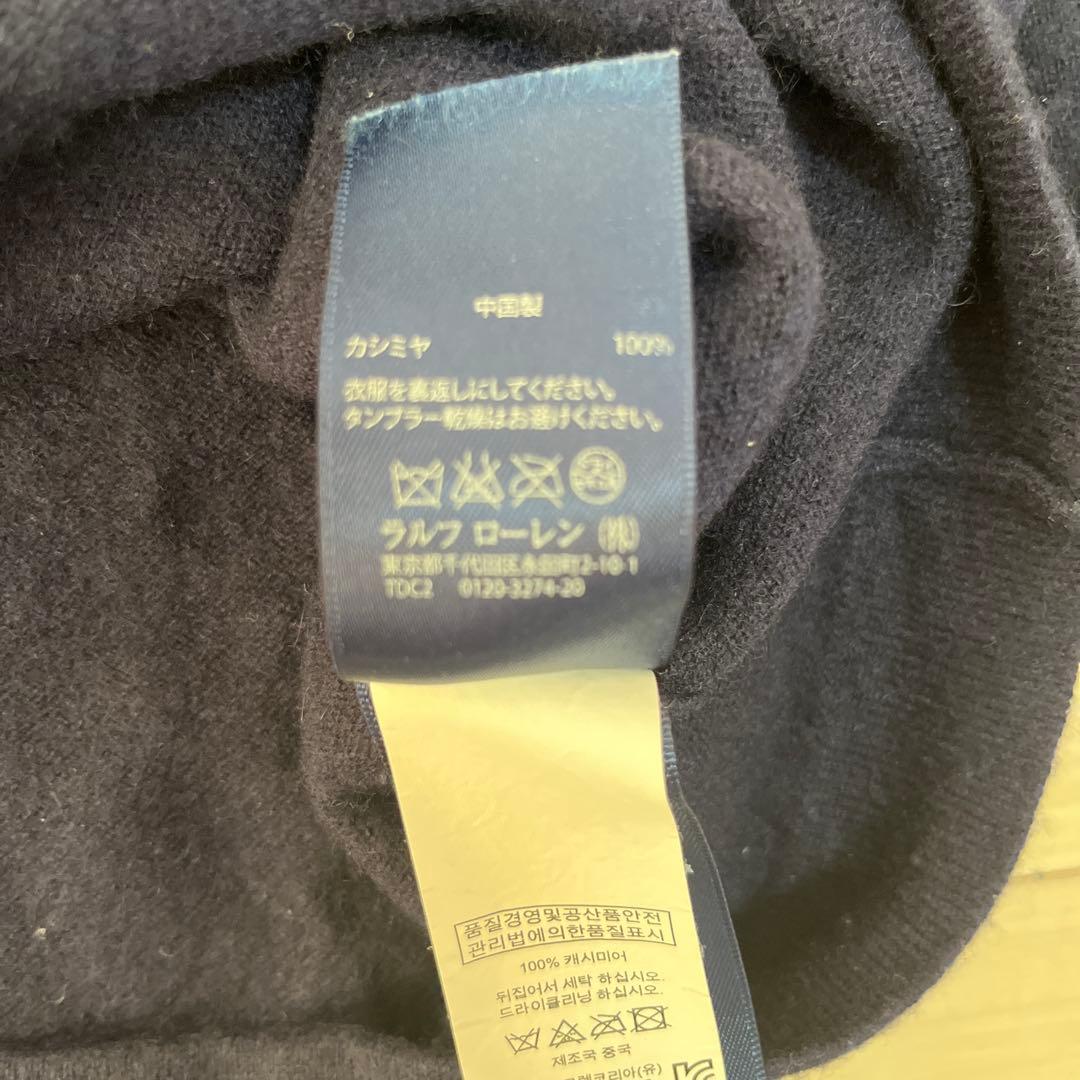 中国製
カシミヤ 100%
衣服を裏返しにしてください。
タンブラー乾燥はお避けください。
ラルフ ローレン (株)
東京都千代田区永田町2-10-1
TDC2 0120-3274-20
품질경영및공산품안전
관리법에의한품질표시
100% 캐시미어
뒤집어서 세탁 하십시오.
드라이클리닝 하십시오.
제조국 중국
렌코리아(유)